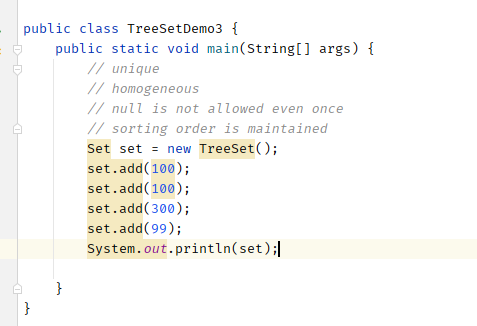 public class TreeSetDemo3 {
public static void main(String[] args) {
// unique
// homogeneous
// null is not allowed even once
// sorting order is maintained
Set set = new TreeSet();
set.add(100);
set.add(100);
set.add(300);
set.add(99);
System.out.println(set);
}
}